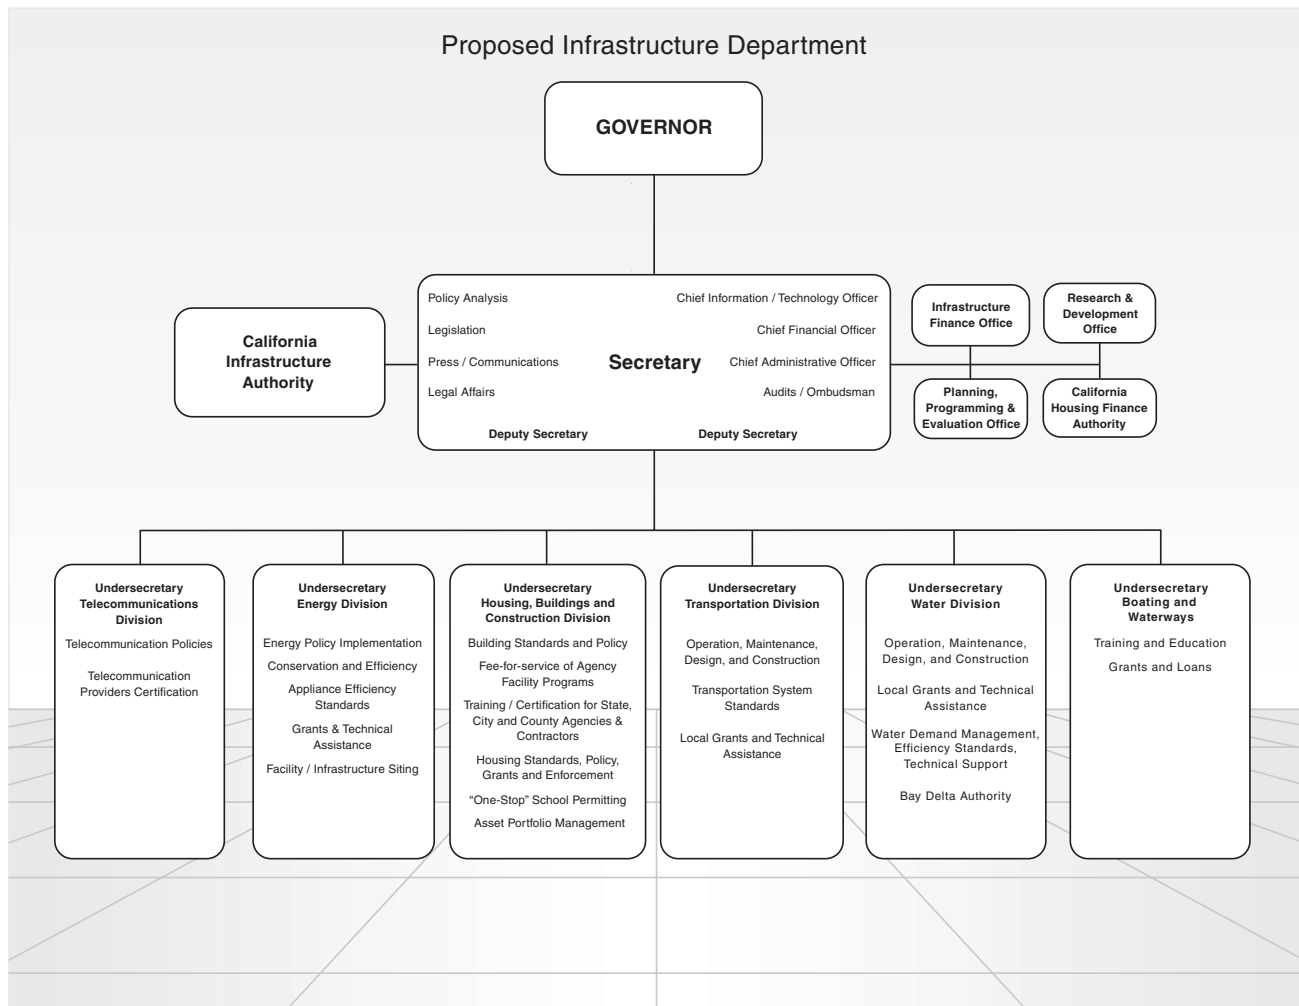 Proposed Infrastructure Department
GOVERNOR
California
Infrastructure
Authority
Policy Analysis
Legislation
Press / Communications
Legal Affairs
Secretary
Chief Information / Technology Officer
Chief Financial Officer
Chief Administrative Officer
Audits / Ombudsman
Deputy Secretary
Deputy Secretary
Infrastructure
Finance Office
Research &
Development
Office
Planning,
Programming &
Evaluation Office
California
Housing Finance
Authority
Undersecretary
Telecommunications
Division
Telecommunication Policies
Telecommunication
Providers Certification
Undersecretary
Energy Division
Energy Policy Implementation
Conservation and Efficiency
Appliance Efficiency
Standards
Grants & Technical
Assistance
Facility / Infrastructure Siting
Undersecretary
Housing, Buildings and
Construction Division
Building Standards and Policy
Fee-for-service of Agency
Facility Programs
Training / Certification for State,
City and County Agencies &
Contractors
Housing Standards, Policy,
Grants and Enforcement
“One-Stop” School Permitting
Asset Portfolio Management
Undersecretary
Transportation Division
Operation, Maintenance,
Design, and Construction
Transportation System
Standards
Local Grants and Technical
Assistance
Undersecretary
Water Division
Operation, Maintenance,
Design, and Construction
Local Grants and Technical
Assistance
Water Demand Management,
Efficiency Standards,
Technical Support
Bay Delta Authority
Undersecretary
Boating and
Waterways
Training and Education
Grants and Loans